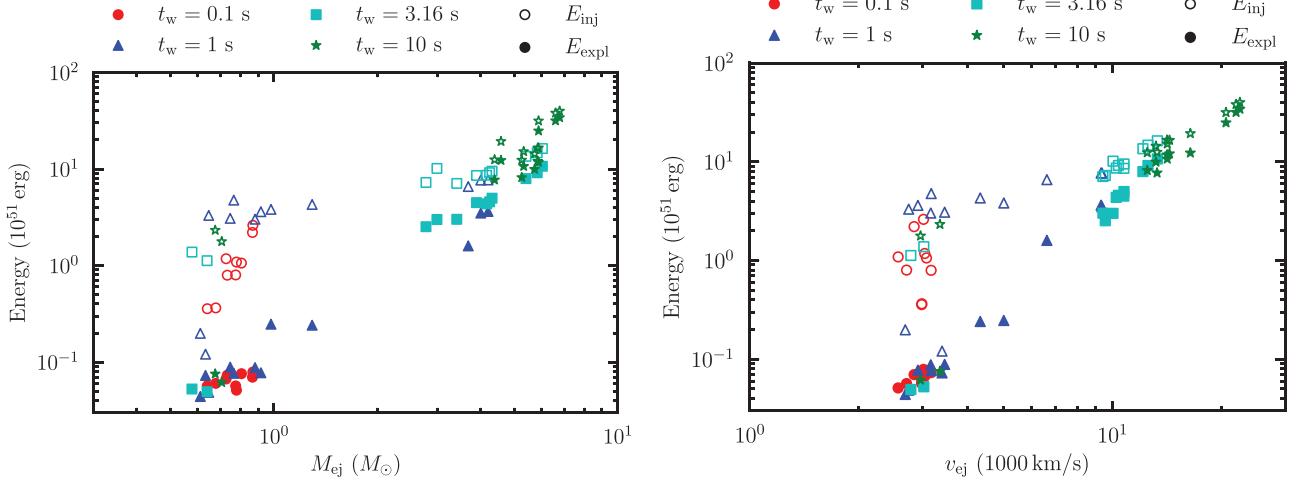 t_w = 0.1 s t_w = 3.16 s E_inj
t_w = 1 s t_w = 10 s E_expl
10^2
10^1
10^0
10^−1
Energy (10^51 erg)
10^0 10^1
M_ej (M_⊙)
t_w = 0.1 s t_w = 3.16 s E_inj
t_w = 1 s t_w = 10 s E_expl
10^2
10^1
10^0
10^−1
Energy (10^51 erg)
10^0 10^1
v_ej (1000 km/s)